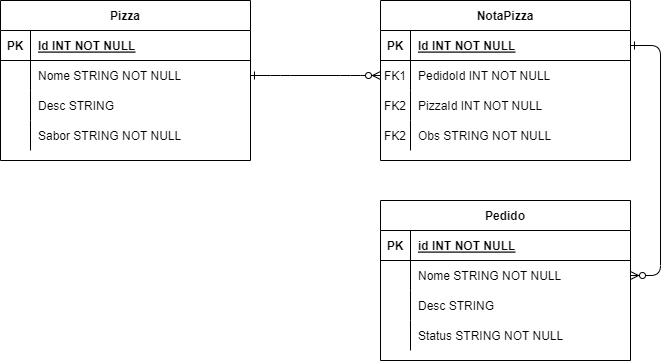 Pizza
PK Id INT NOT NULL
Nome STRING NOT NULL
Desc STRING
Sabor STRING NOT NULL
NotaPizza
PK Id INT NOT NULL
FK1 PedidoId INT NOT NULL
FK2 PizzaId INT NOT NULL
FK2 Obs STRING NOT NULL
Pedido
PK id INT NOT NULL
Nome STRING NOT NULL
Desc STRING
Status STRING NOT NULL